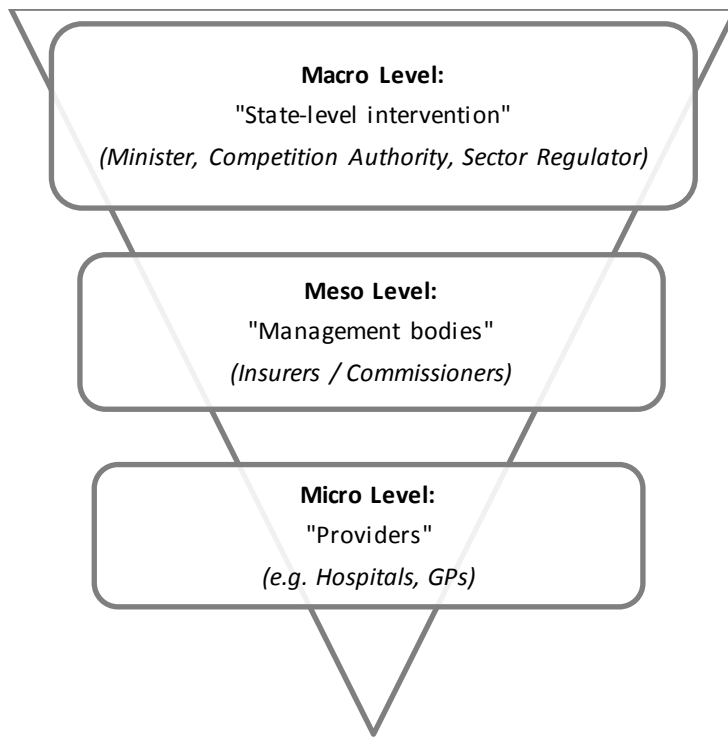 Macro Level:
"State-level intervention"
(Minister, Competition Authority, Sector Regulator)
Meso Level:
"Management bodies"
(Insurers / Commissioners)
Micro Level:
"Providers"
(e.g. Hospitals, GPs)